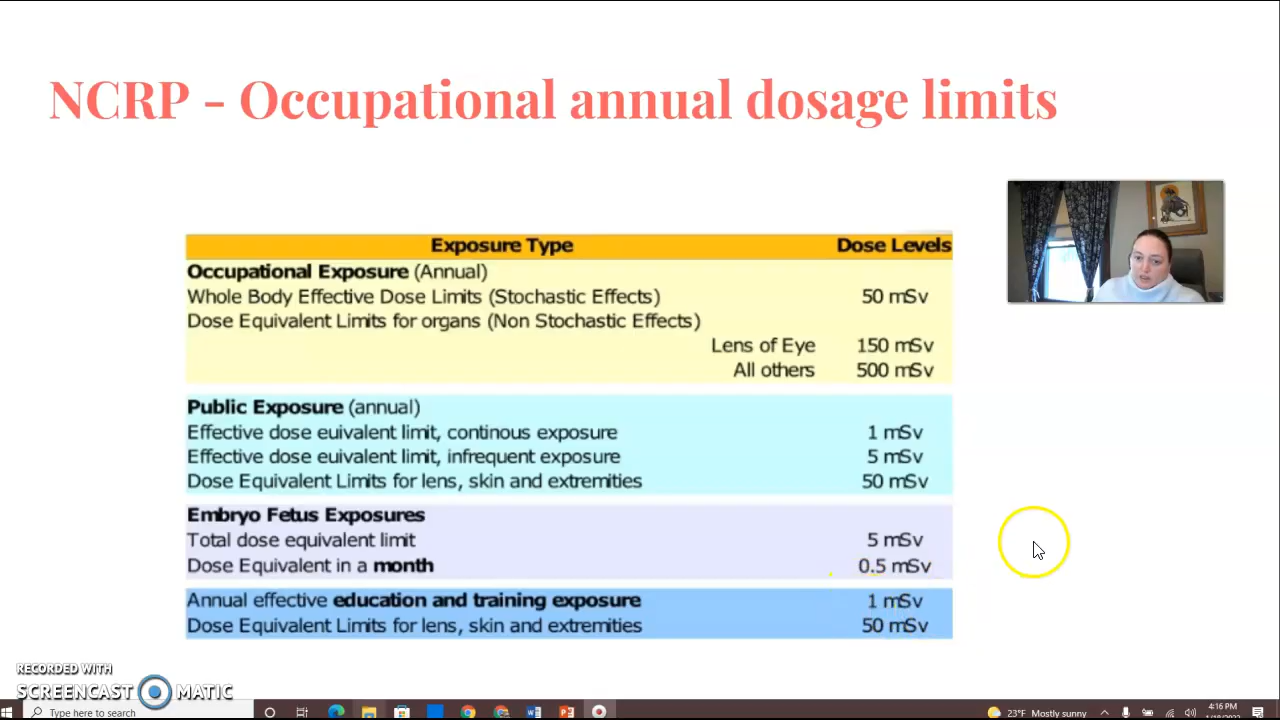 NCRP - Occupational annual dosage limits
Exposure Type Dose Levels
Occupational Exposure (Annual)
Whole Body Effective Dose Limits (Stochastic Effects) 50 mSv
Dose Equivalent Limits for organs (Non Stochastic Effects)
Lens of Eye 150 mSv
All others 500 mSv
Public Exposure (annual)
Effective dose euivalent limit, continous exposure 1 mSv
Effective dose euivalent limit, infrequent exposure 5 mSv
Dose Equivalent Limits for lens, skin and extremities 50 mSv
Embryo Fetus Exposures
Total dose equivalent limit 5 mSv
Dose Equivalent in a month 0.5 mSv
Annual effective education and training exposure 1 mSv
Dose Equivalent Limits for lens, skin and extremities 50 mSv
RECORDED WITH
SCREENCAST MATIC
Type here to search
23°F Mostly sunny
4:16 PM